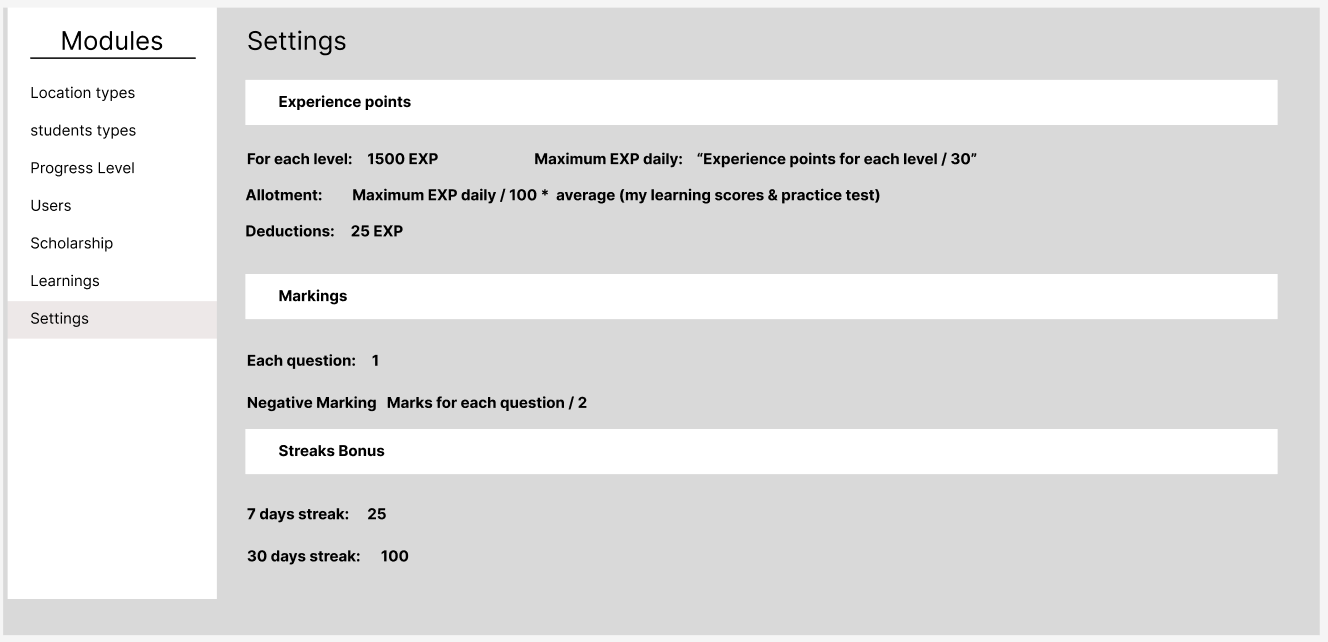 Modules
Location types
students types
Progress Level
Users
Scholarship
Learnings
Settings
Settings
Experience points
For each level: 1500 EXP Maximum EXP daily: “Experience points for each level / 30”
Allotment: Maximum EXP daily / 100 * average (my learning scores & practice test)
Deductions: 25 EXP
Markings
Each question: 1
Negative Marking Marks for each question / 2
Streaks Bonus
7 days streak: 25
30 days streak: 100